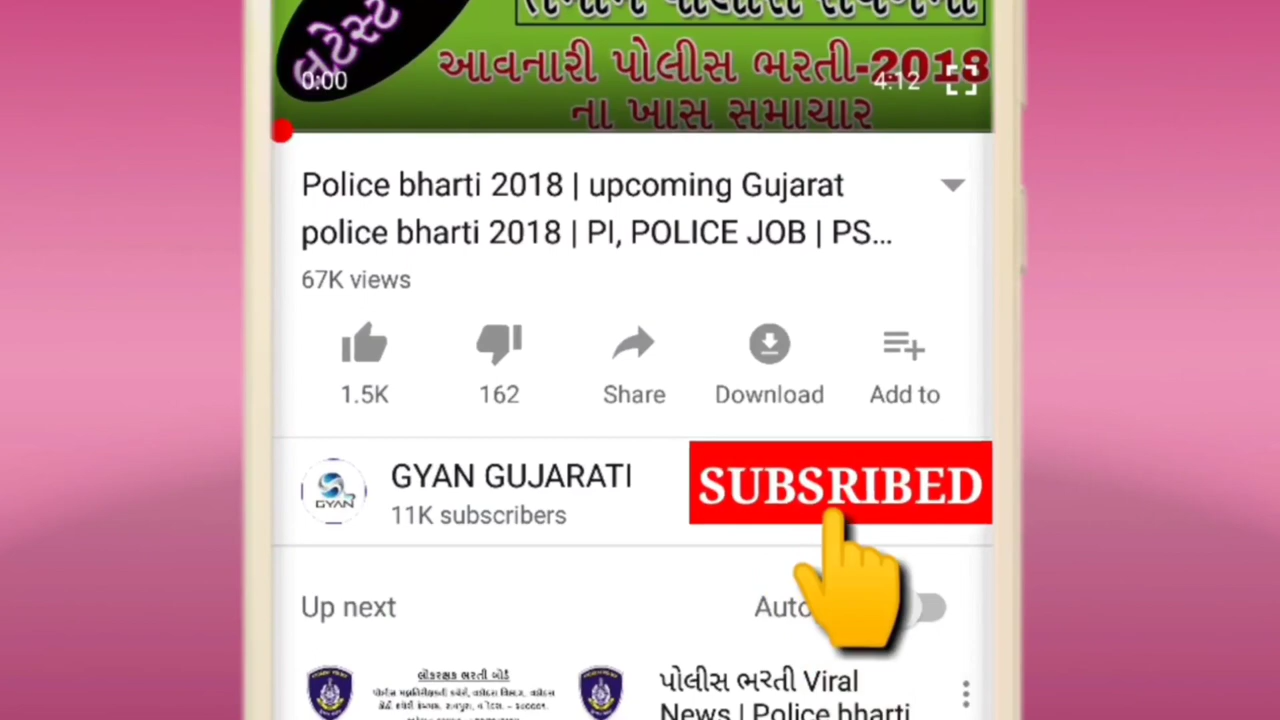 લેટેસ્ટ
0:00
આવનારી પોલીસ ભરતી-2018
4:12
ના ખાસ સમાચાર
Police bharti 2018 | upcoming Gujarat
police bharti 2018 | PI, POLICE JOB | PS...
67K views
1.5K
162
Share
Download
Add to
GYAN
GYAN GUJARATI
11K subscribers
SUBSRIBED
Up next
Auto
લોકરક્ષક ભરતી બોર્ડ
પોલીસ ભરતી Viral
News | Police bharti